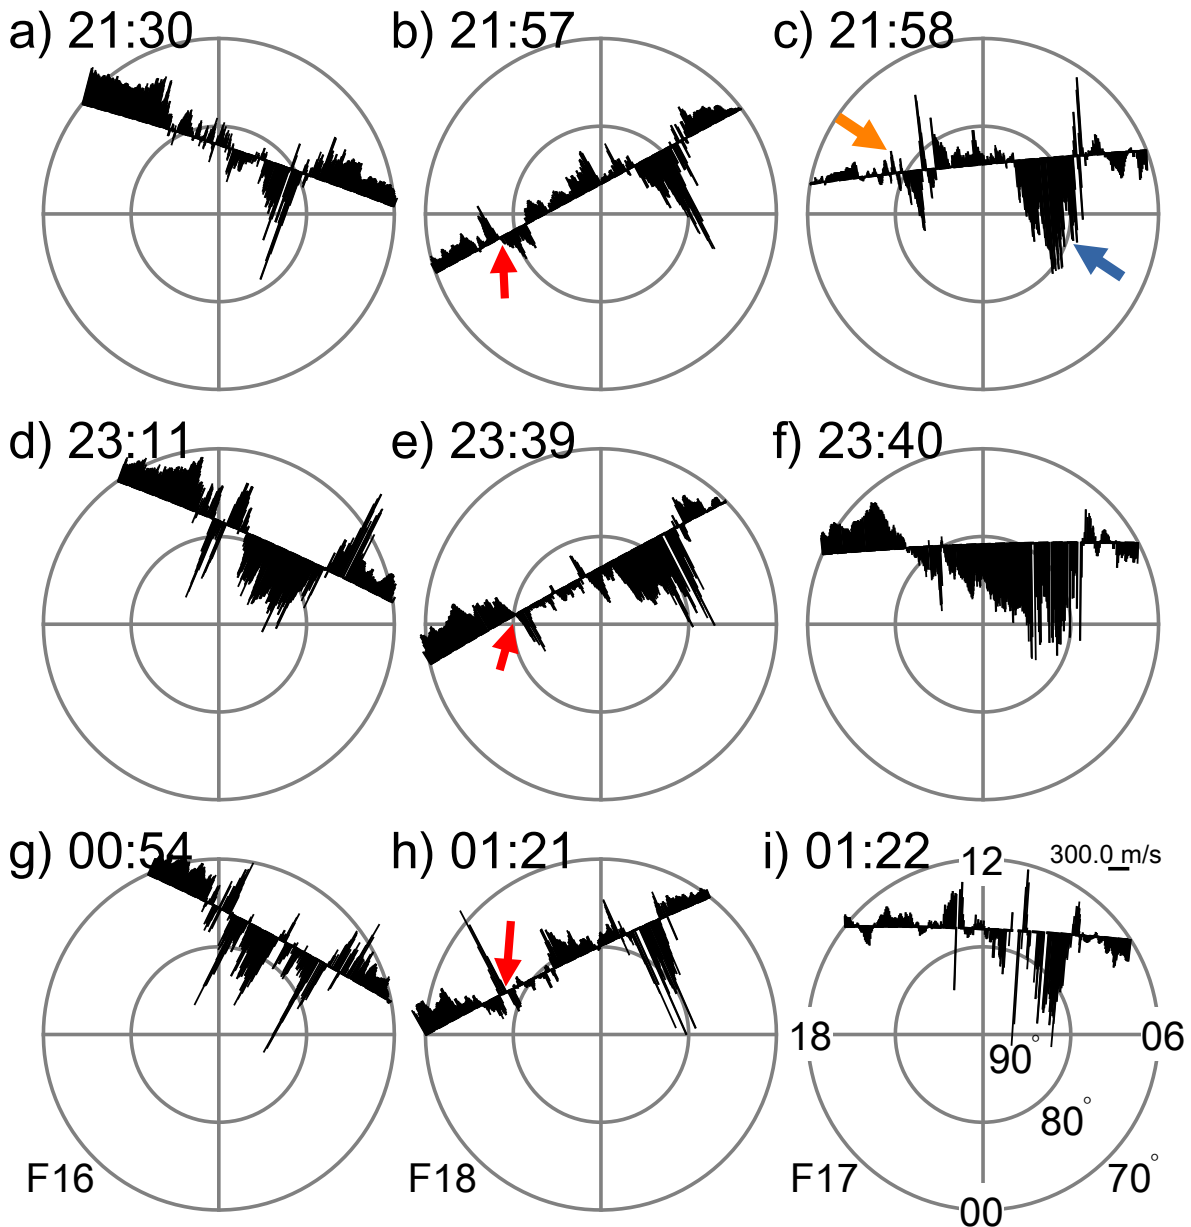 a) 21:30
b) 21:57
c) 21:58
d) 23:11
e) 23:39
f) 23:40
g) 00:54
h) 01:21
i) 01:22
12
300.0 m/s
18
06
90°
80°
70°
F16
F18
F17
00